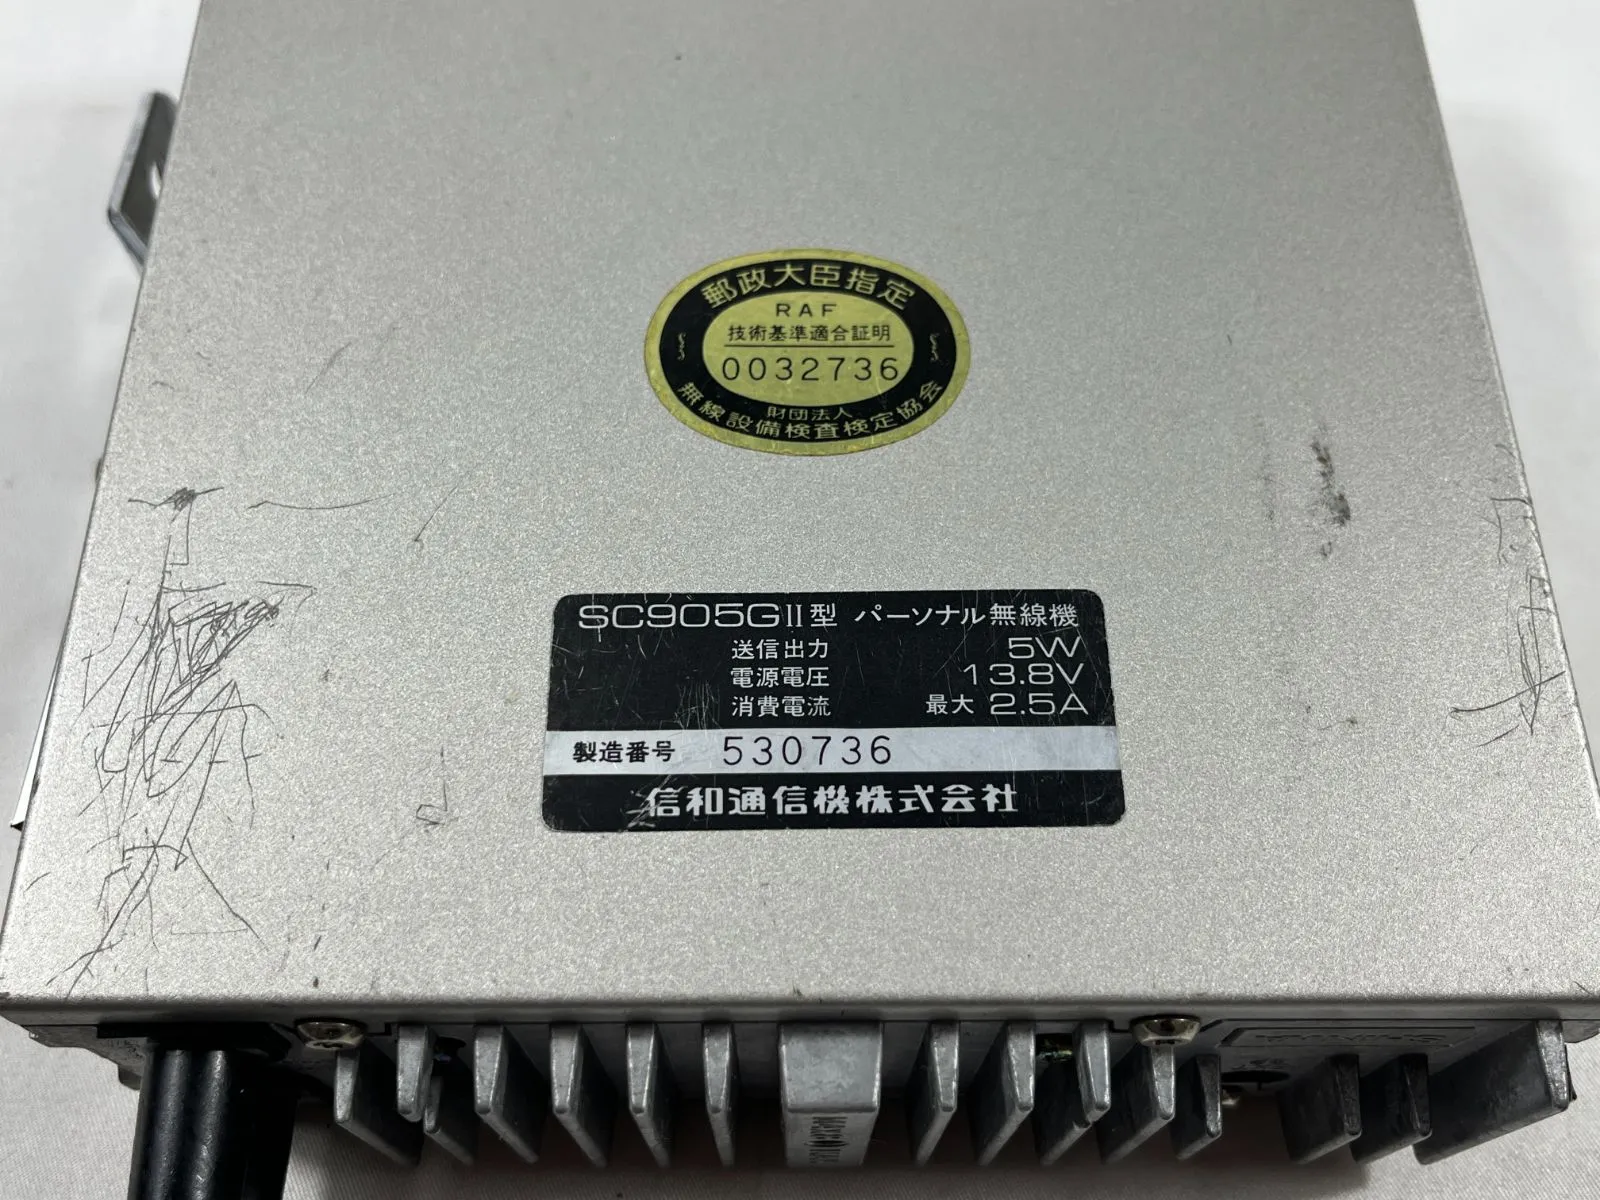 郵政大臣指定
RAF
技術基準適合証明
0032736
財団法人
無線設備検査検定協会
SC905GII型 パーソナル無線機
送信出力 5W
電源電圧 13.8V
消費電流 最大 2.5A
製造番号 530736
信和通信機株式会社